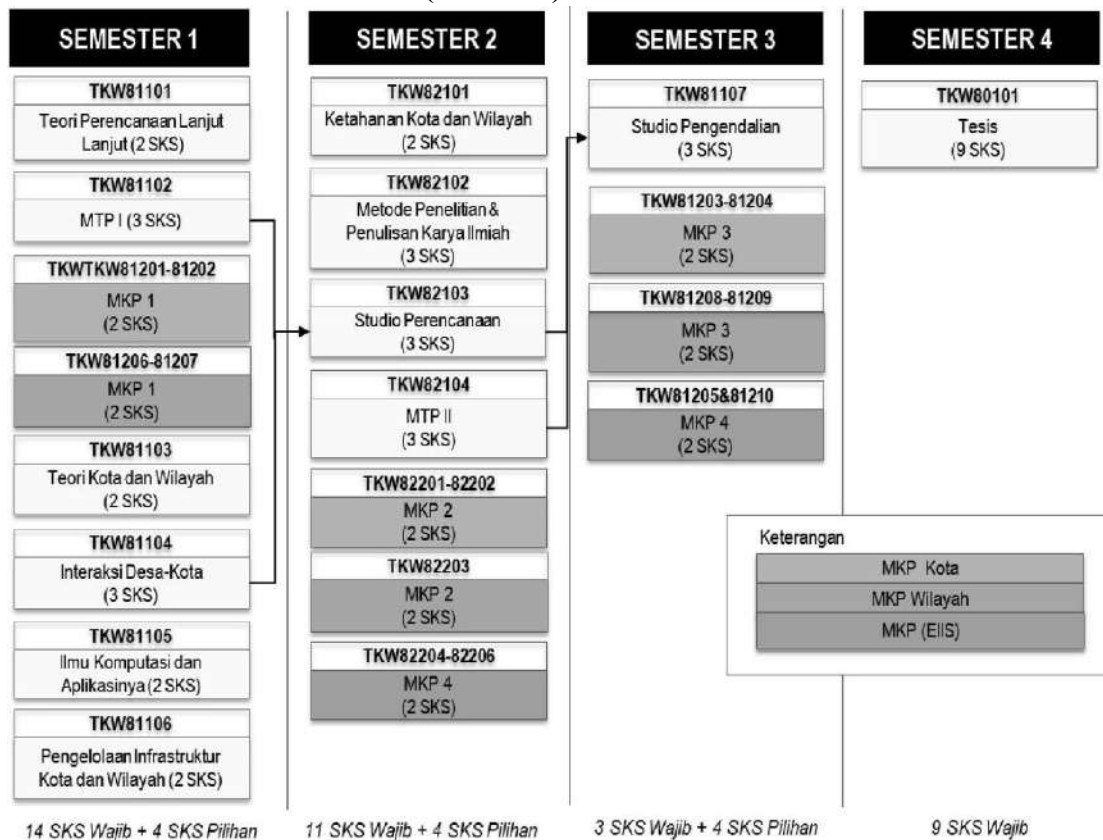 SEMESTER 1
TKW81101
Teori Perencanaan Lanjut
Lanjut (2 SKS)
TKW81102
MTP I (3 SKS)
TKWTKW81201-81202
MKP 1
(2 SKS)
TKW81206-81207
MKP 1
(2 SKS)
TKW81103
Teori Kota dan Wilayah
(2 SKS)
TKW81104
Interaksi Desa-Kota
(3 SKS)
TKW81105
Ilmu Komputasi dan
Aplikasinya (2 SKS)
TKW81106
Pengelolaan Infrastruktur
Kota dan Wilayah (2 SKS)
14 SKS Wajib + 4 SKS Pilihan
SEMESTER 2
TKW82101
Ketahanan Kota dan Wilayah
(2 SKS)
TKW82102
Metode Penelitian &
Penulisan Karya Ilmiah
(3 SKS)
TKW82103
Studio Perencanaan
(3 SKS)
TKW82104
MTP II
(3 SKS)
TKW82201-82202
MKP 2
(2 SKS)
TKW82203
MKP 2
(2 SKS)
TKW82204-82206
MKP 4
(2 SKS)
11 SKS Wajib + 4 SKS Pilihan
SEMESTER 3
TKW81107
Studio Pengendalian
(3 SKS)
TKW81203-81204
MKP 3
(2 SKS)
TKW81208-81209
MKP 3
(2 SKS)
TKW81205&81210
MKP 4
(2 SKS)
3 SKS Wajib + 4 SKS Pilihan
SEMESTER 4
TKW80101
Tesis
(9 SKS)
Keterangan
MKP Kota
MKP Wilayah
MKP (EIIS)
9 SKS Wajib